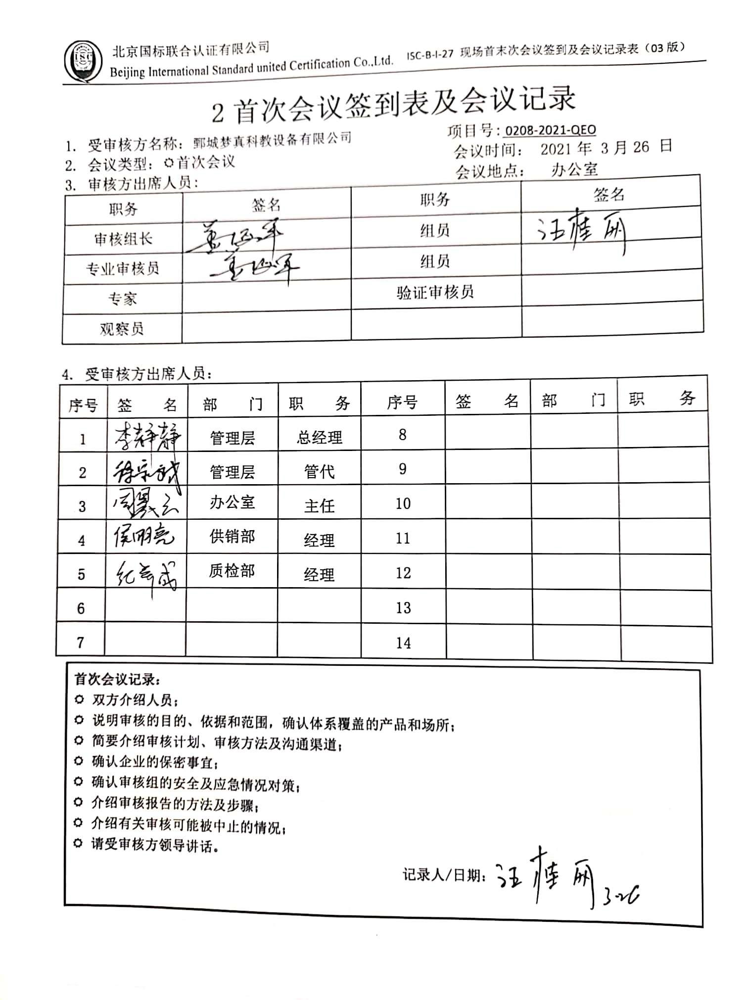 ISC
北京国标联合认证有限公司
Beijing International Standard united Certification Co.,Ltd.
ISC-B-I-27 现场首末次会议签到及会议记录表（03 版）
2 首次会议签到表及会议记录
项目号: 0208-2021-QEO
1. 受审核方名称: 鄄城梦真科教设备有限公司
会议时间: 2021 年 3 月 26 日
2. 会议类型: 首次会议
会议地点: 办公室
3. 审核方出席人员:
职务 签名 职务 签名
审核组长 组员 汪桂丽
专业审核员 组员
专家 验证审核员
观察员
4. 受审核方出席人员:
序号 签 名 部 门 职 务 序号 签 名 部 门 职 务
1 李静静 管理层 总经理 8
2 管理层 管代 9
3 办公室 主任 10
4 侯明亮 供销部 经理 11
5 质检部 经理 12
6 13
7 14
首次会议记录:
双方介绍人员;
说明审核的目的、依据和范围, 确认体系覆盖的产品和场所;
简要介绍审核计划、审核方法及沟通渠道;
确认企业的保密事宜;
确认审核组的安全及应急情况对策;
介绍审核报告的方法及步骤;
介绍有关审核可能被中止的情况;
请受审核方领导讲话。
记录人/日期: 汪桂丽 3.26